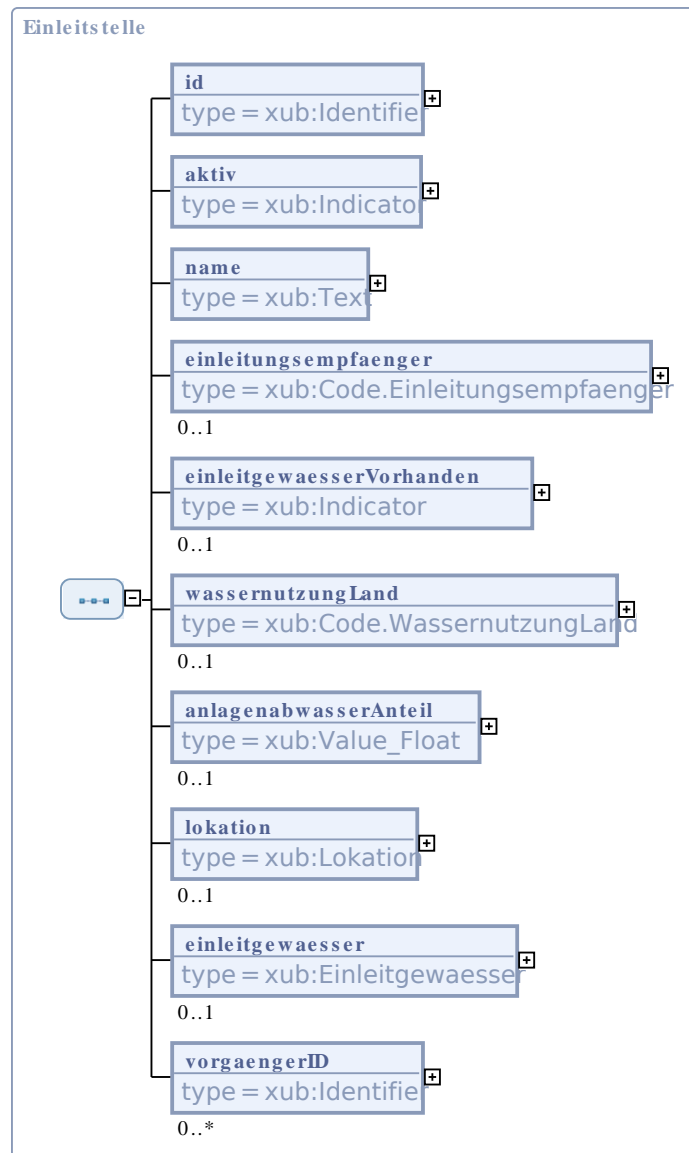 Einleitstelle
id
type = xub:Identifier
aktiv
type = xub:Indicator
name
type = xub:Text
einleitungsempfaenger
type = xub:Code.Einleitungsempfaenger
0..1
einleitgewaesserVorhanden
type = xub:Indicator
0..1
wassernutzungLand
type = xub:Code.WassernutzungLand
0..1
anlagenabwasserAnteil
type = xub:Value_Float
0..1
lokation
type = xub:Lokation
0..1
einleitgewaesser
type = xub:Einleitgewaesser
0..1
vorgaengerID
type = xub:Identifier
0..*